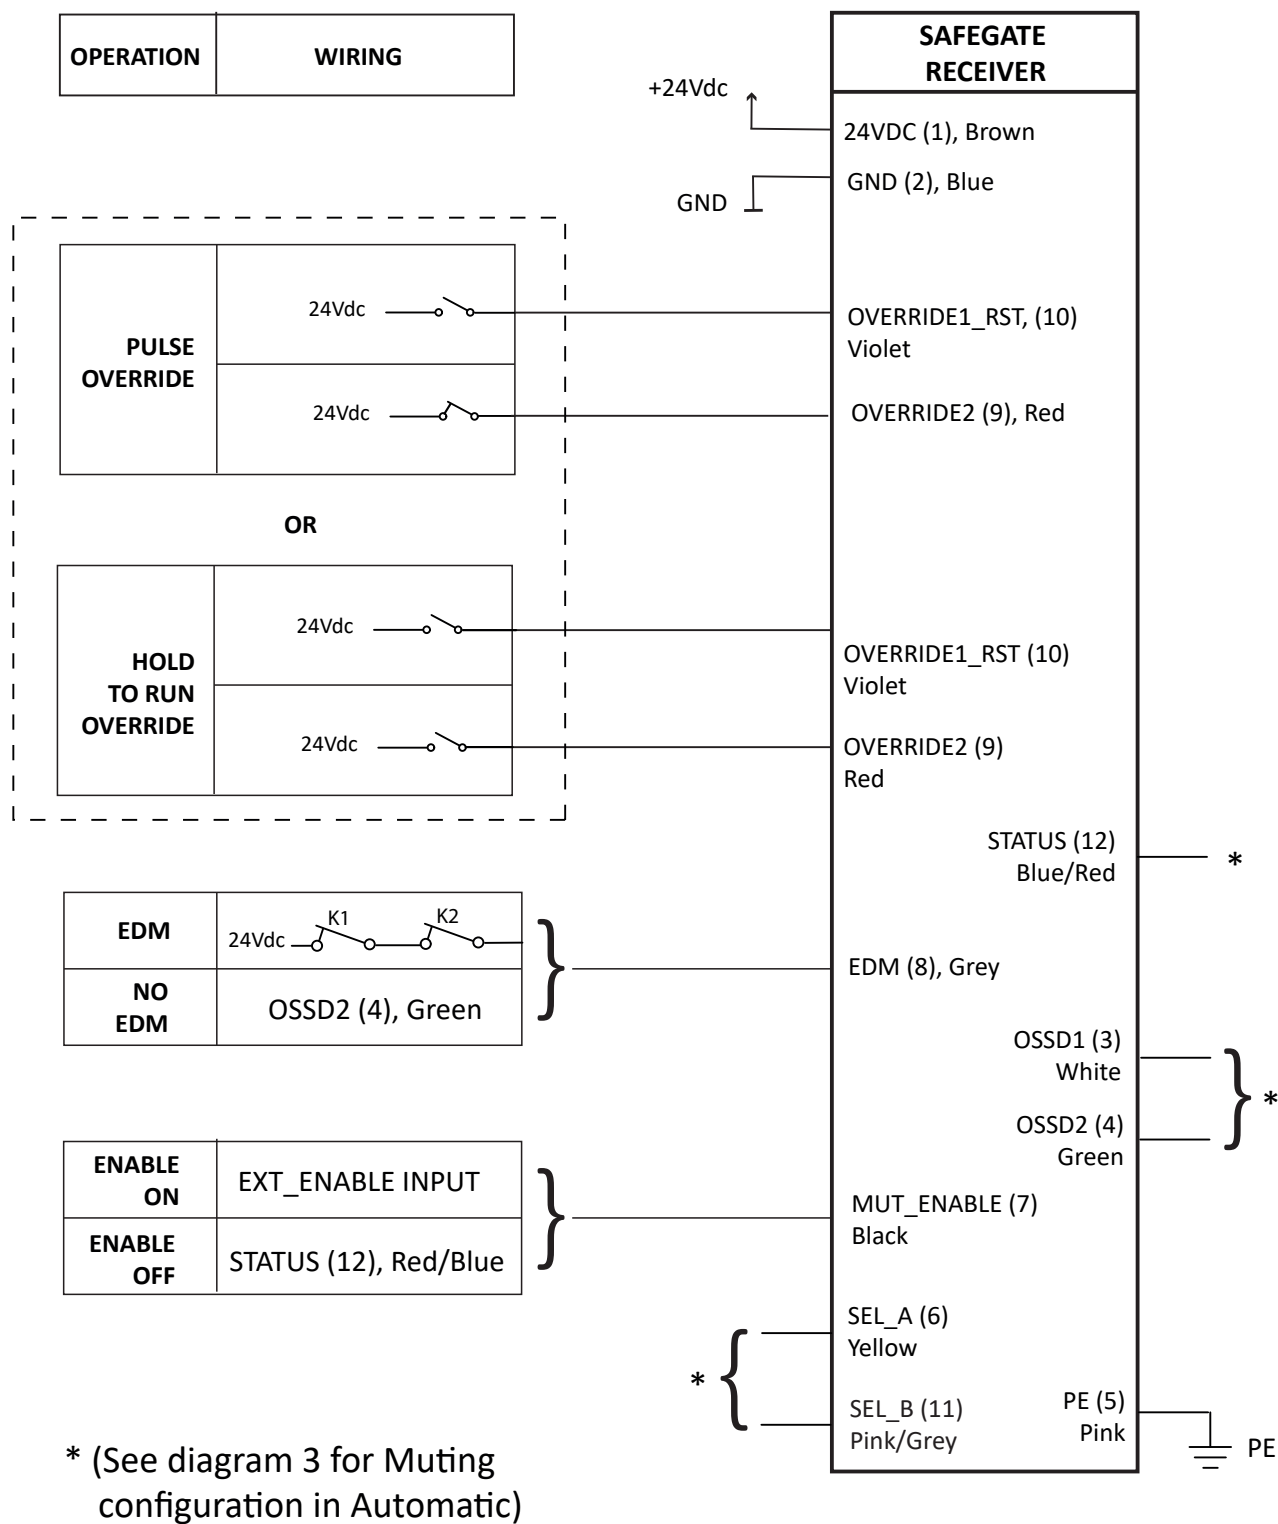 OPERATION
WIRING
SAFEGATE
RECEIVER
+24Vdc
24VDC (1), Brown
GND
GND (2), Blue
PULSE
OVERRIDE
24Vdc
OVERRIDE1_RST, (10)
Violet
24Vdc
OVERRIDE2 (9), Red
OR
HOLD
TO RUN
OVERRIDE
24Vdc
OVERRIDE1_RST (10)
Violet
24Vdc
OVERRIDE2 (9)
Red
STATUS (12)
Blue/Red
*
EDM
24Vdc
K1
K2
NO
EDM
OSSD2 (4), Green
EDM (8), Grey
OSSD1 (3)
White
OSSD2 (4)
Green
*
ENABLE
ON
EXT_ENABLE INPUT
ENABLE
OFF
STATUS (12), Red/Blue
MUT_ENABLE (7)
Black
*
SEL_A (6)
Yellow
SEL_B (11)
Pink/Grey
PE (5)
Pink
PE
* (See diagram 3 for Muting
configuration in Automatic)